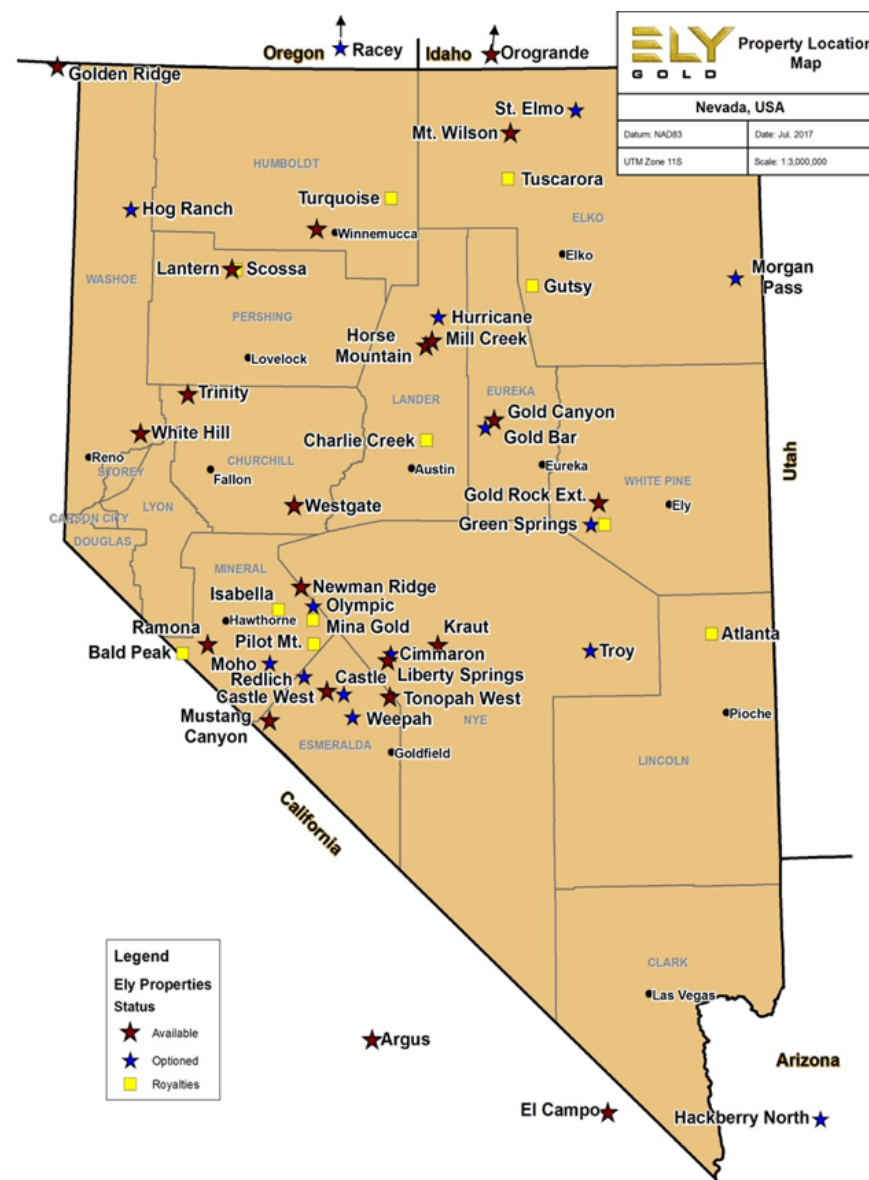 ELY
GOLD
Property Location
Map
Nevada, USA
Datum: NAD83
Date: Jul. 2017
UTM Zone 11S
Scale: 1:3,000,000
Oregon
Racey
Idaho
Orogrande
Golden Ridge
St. Elmo
Mt. Wilson
HUMBOLDT
Tuscarora
Turquoise
Hog Ranch
ELKO
Winnemucca
Elko
Lantern
Scossa
WASHOE
Morgan
Pass
Gutsy
PERSHING
Hurricane
Horse
Mountain
Mill Creek
Lovelock
Trinity
LANDER
EUREKA
Gold Canyon
White Hill
Gold Bar
Charlie Creek
Reno
STOREY
CHURCHILL
Fallon
Austin
Eureka
Utah
WHITE PINE
Gold Rock Ext.
Ely
LYON
Westgate
CARSON CITY
Green Springs
DOUGLAS
MINERAL
Newman Ridge
Isabella
Olympic
Hawthorne
Mina Gold
Ramona
Kraut
Atlanta
Pilot Mt.
Bald Peak
Cimmaron
Troy
Moho
Redlich
Castle
Liberty Springs
Castle West
Tonopah West
Mustang
Canyon
Weepah
NYE
Pioche
ESMERALDA
Goldfield
LINCOLN
California
CLARK
Las Vegas
Legend
Ely Properties
Status
Available
Optioned
Royalties
Argus
Arizona
El Campo
Hackberry North